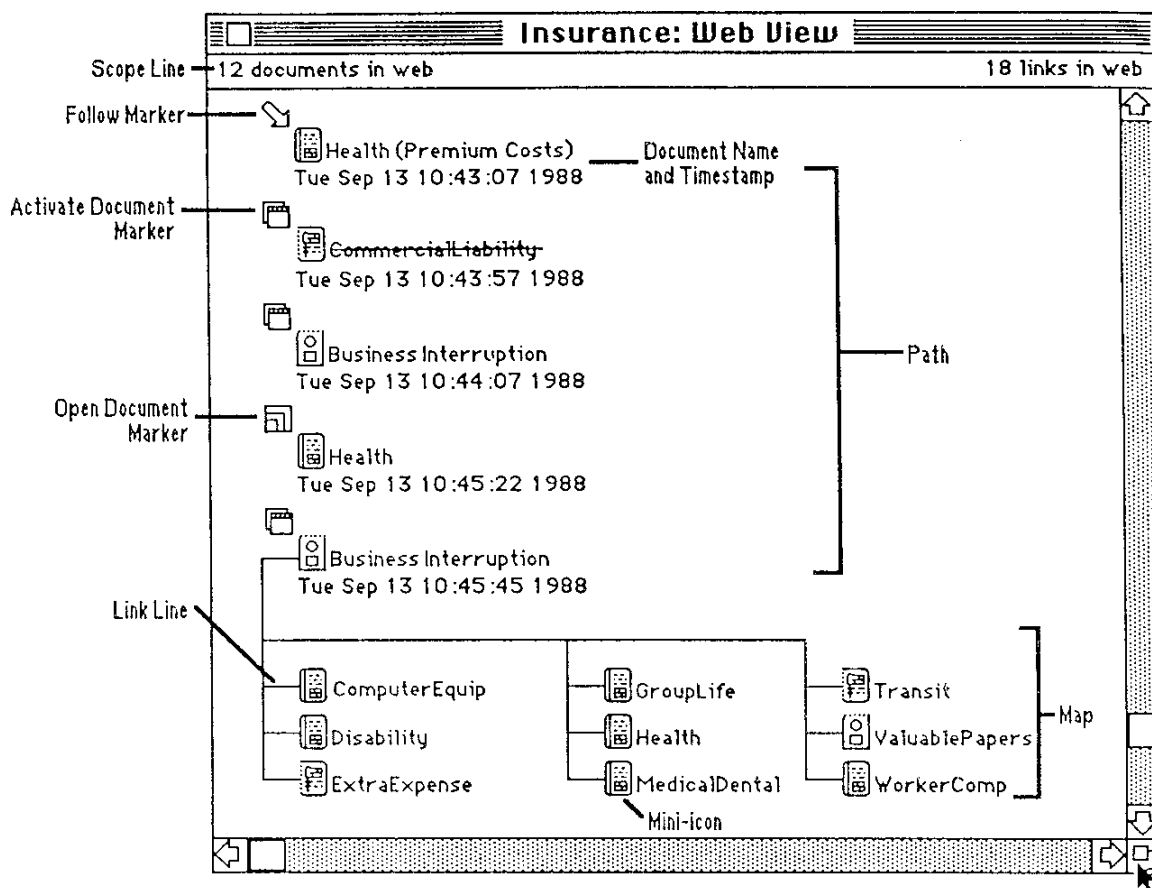 Insurance: Web View
Scope Line
12 documents in web
18 links in web
Follow Marker
Health (Premium Costs)
Tue Sep 13 10:43:07 1988
Document Name
and Timestamp
Activate Document
Marker
CommercialLiability
Tue Sep 13 10:43:57 1988
Business Interruption
Tue Sep 13 10:44:07 1988
Path
Open Document
Marker
Health
Tue Sep 13 10:45:22 1988
Business Interruption
Tue Sep 13 10:45:45 1988
Link Line
ComputerEquip
GroupLife
Transit
Map
Disability
Health
ValuablePapers
ExtraExpense
MedicalDental
WorkerComp
Mini-icon